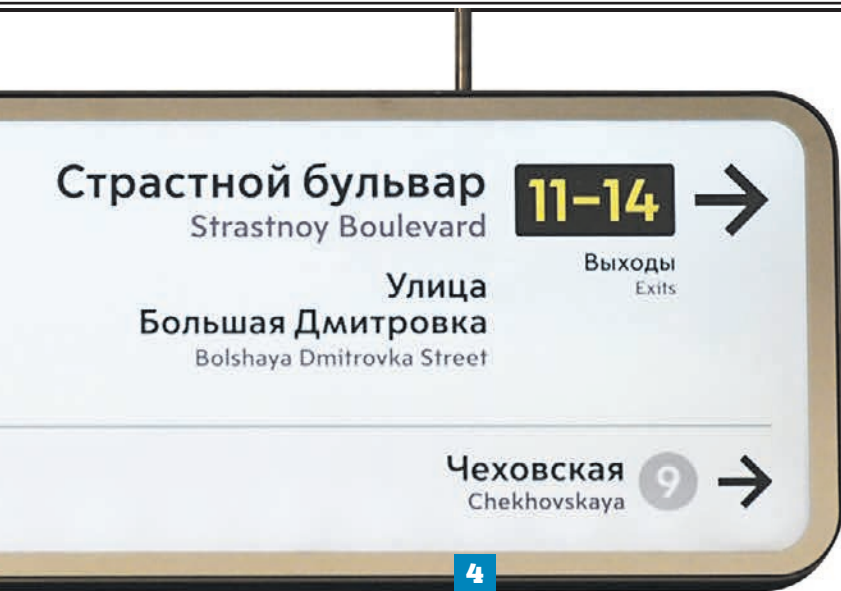 Страстной бульвар 11–14 →
Strastnoy Boulevard
Выходы
Exits
Улица
Большая Дмитровка
Bolshaya Dmitrovka Street
Чеховская 9 →
Chekhovskaya
4